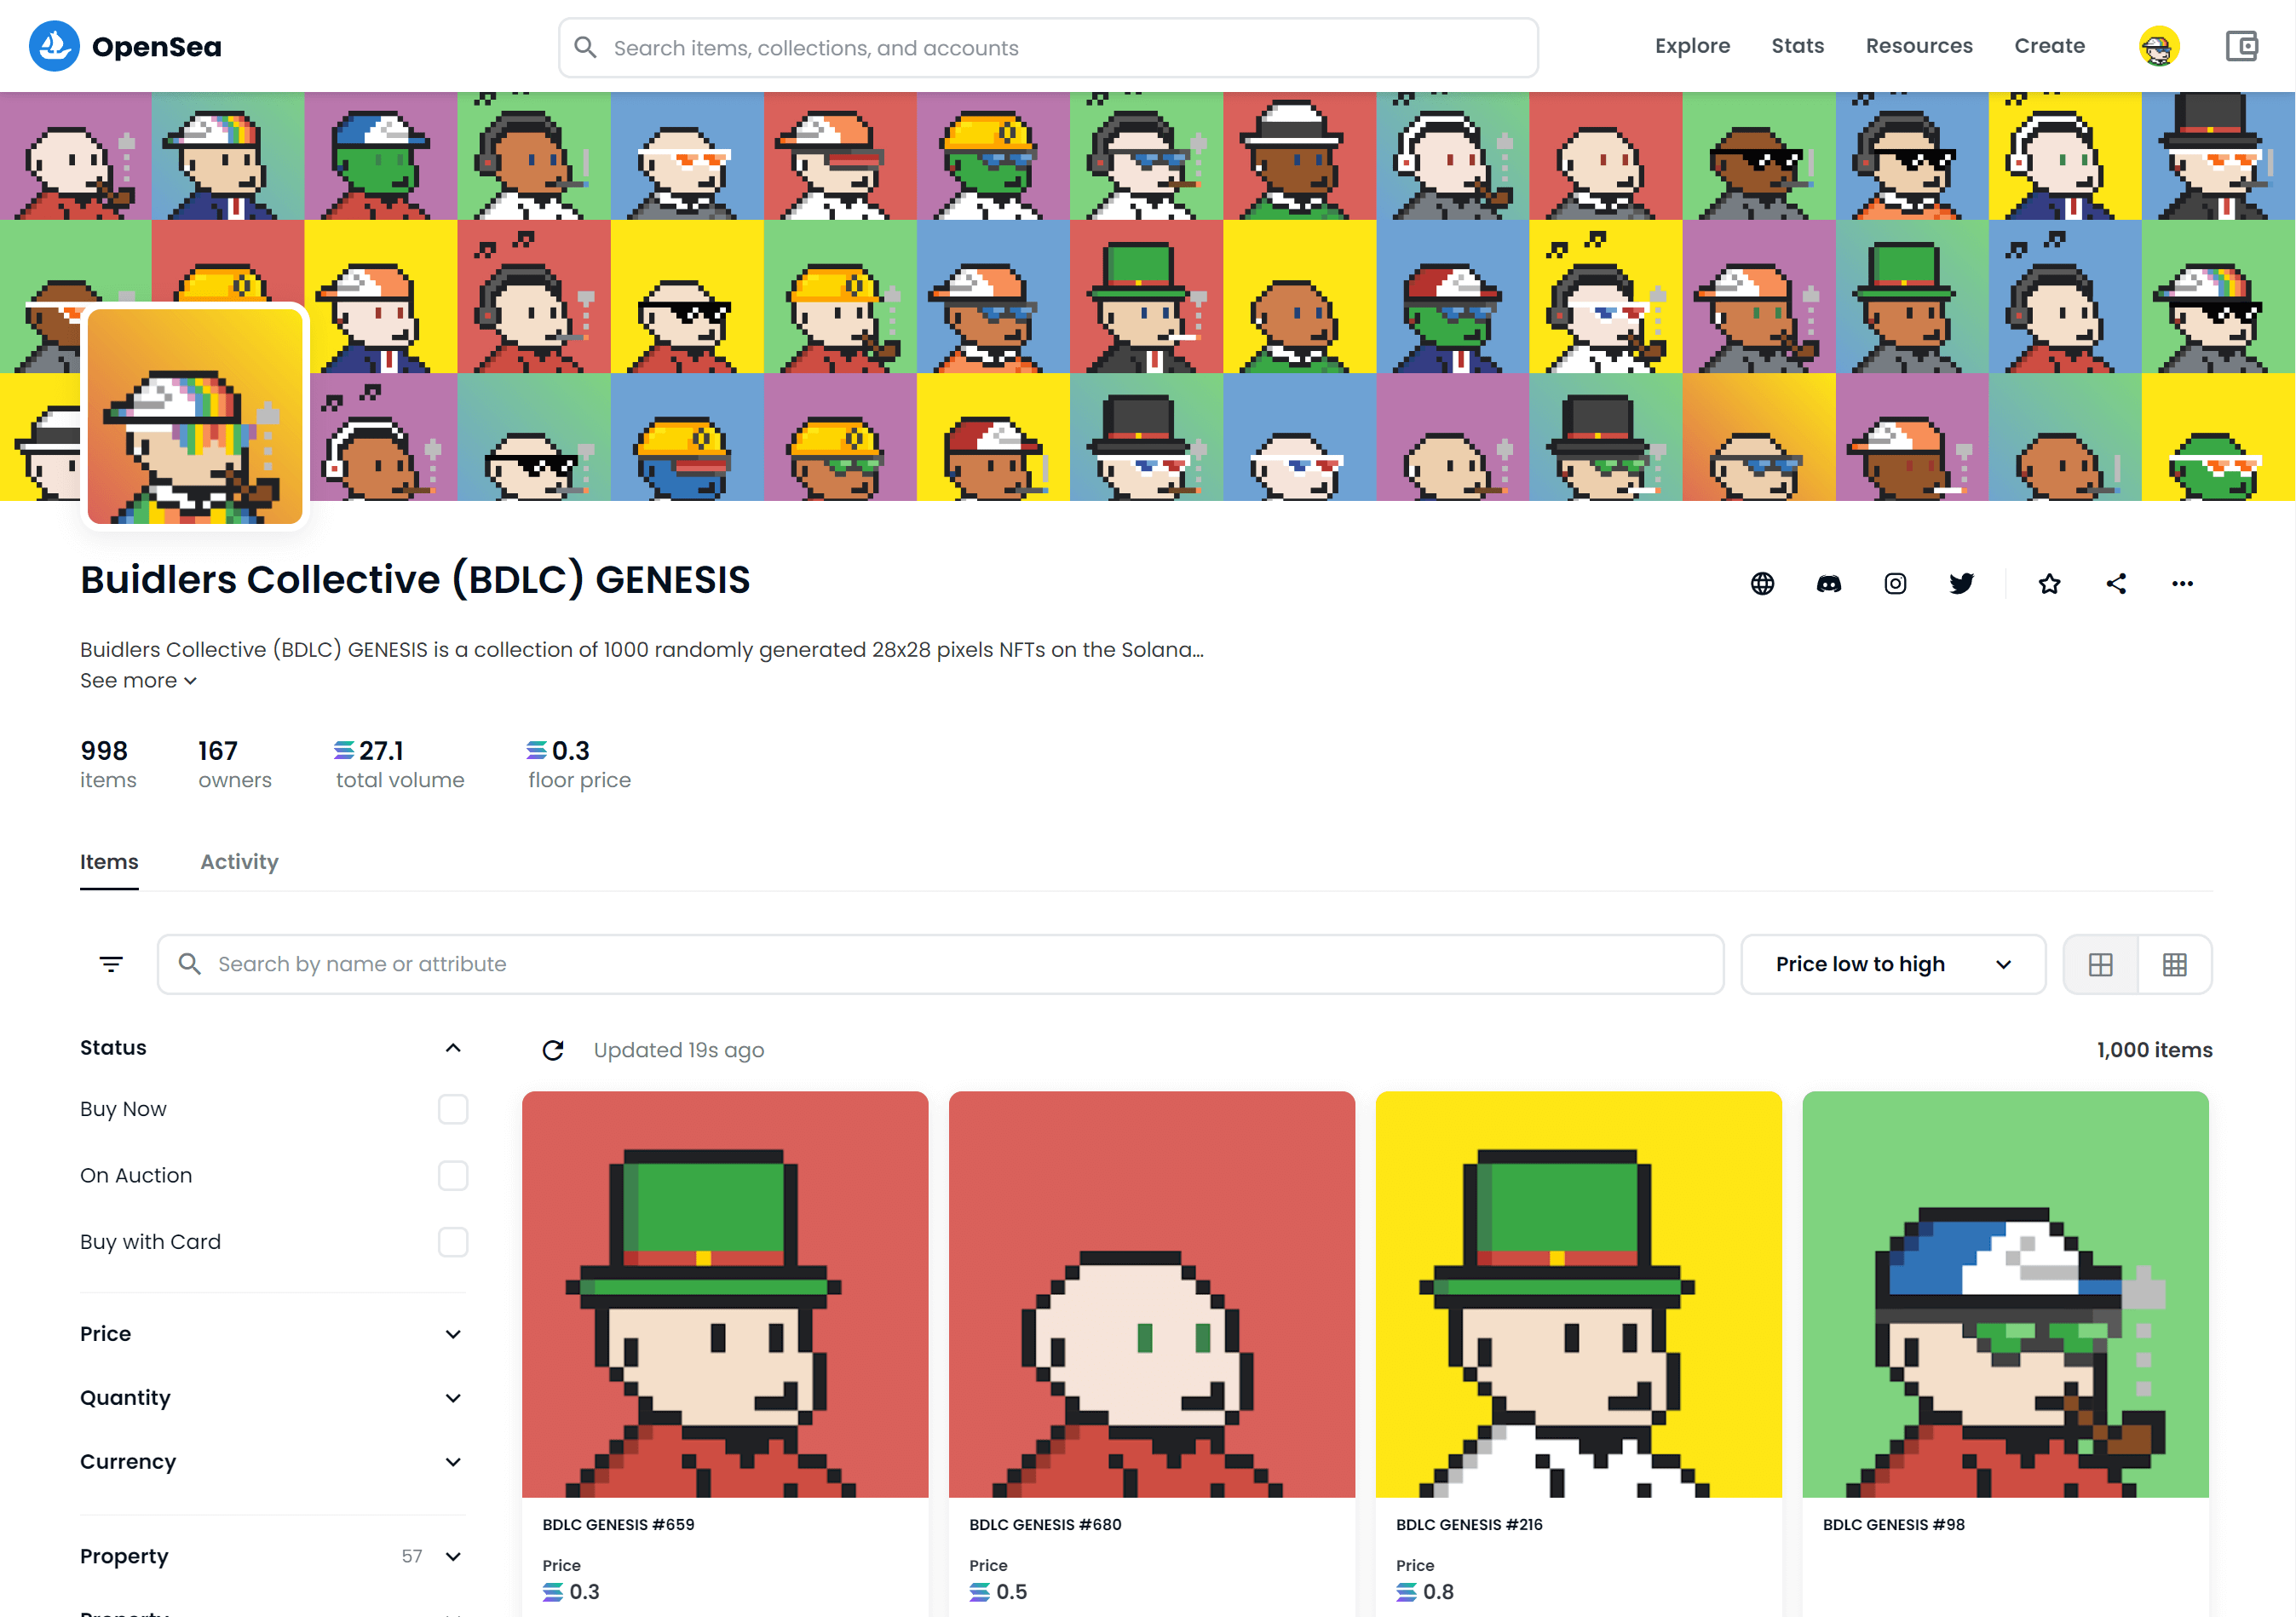 OpenSea
Search items, collections, and accounts
Explore Stats Resources Create
Buidlers Collective (BDLC) GENESIS
Buidlers Collective (BDLC) GENESIS is a collection of 1000 randomly generated 28x28 pixels NFTs on the Solana...
See more
998 167 27.1 0.3
items owners total volume floor price
Items Activity
Search by name or attribute
Price low to high
Status
Updated 19s ago
1,000 items
Buy Now
On Auction
Buy with Card
Price
Quantity
Currency
Property 57
BDLC GENESIS #659
Price
0.3
BDLC GENESIS #680
Price
0.5
BDLC GENESIS #216
Price
0.8
BDLC GENESIS #98